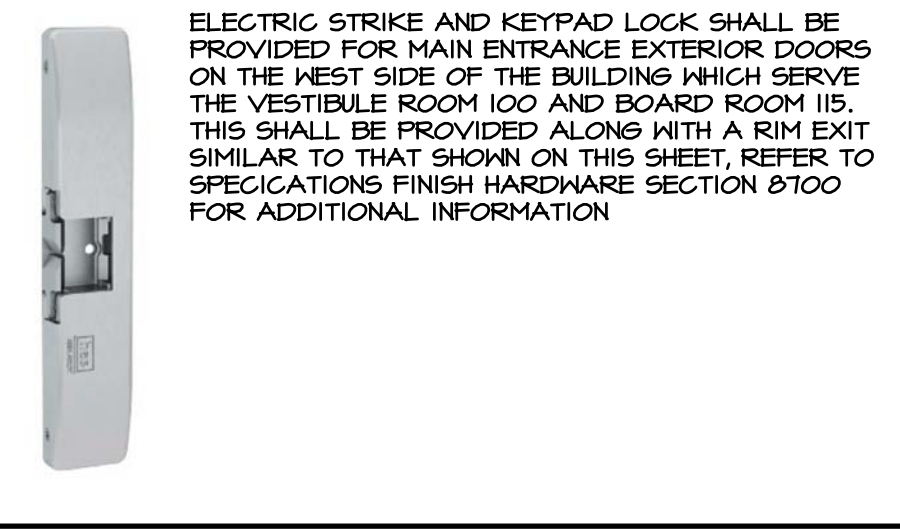 ELECTRIC STRIKE AND KEYPAD LOCK SHALL BE
PROVIDED FOR MAIN ENTRANCE EXTERIOR DOORS
ON THE WEST SIDE OF THE BUILDING WHICH SERVE
THE VESTIBULE ROOM 100 AND BOARD ROOM 115.
THIS SHALL BE PROVIDED ALONG WITH A RIM EXIT
SIMILAR TO THAT SHOWN ON THIS SHEET, REFER TO
SPECICATIONS FINISH HARDWARE SECTION 8700
FOR ADDITIONAL INFORMATION
hes